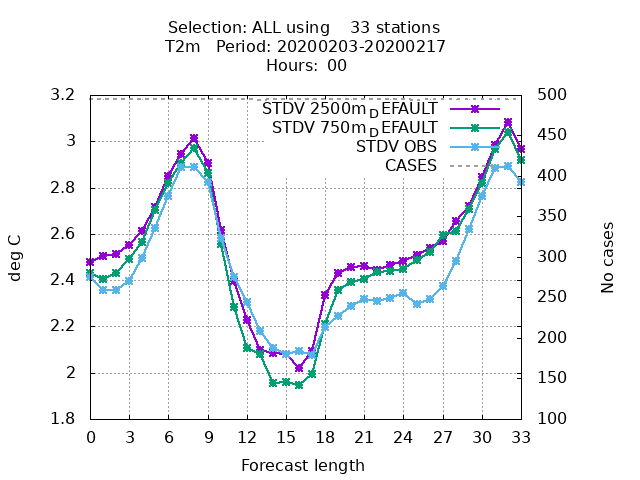 Selection: ALL using    33 stations
T2m   Period: 20200203-20200217
Hours:  00
STDV 2500m_DEFAULT
STDV 750m_DEFAULT
STDV OBS
CASES
3.2
3
2.8
2.6
2.4
2.2
2
1.8
500
450
400
350
300
250
200
150
100
deg C
No cases
0 3 6 9 12 15 18 21 24 27 30 33
Forecast length